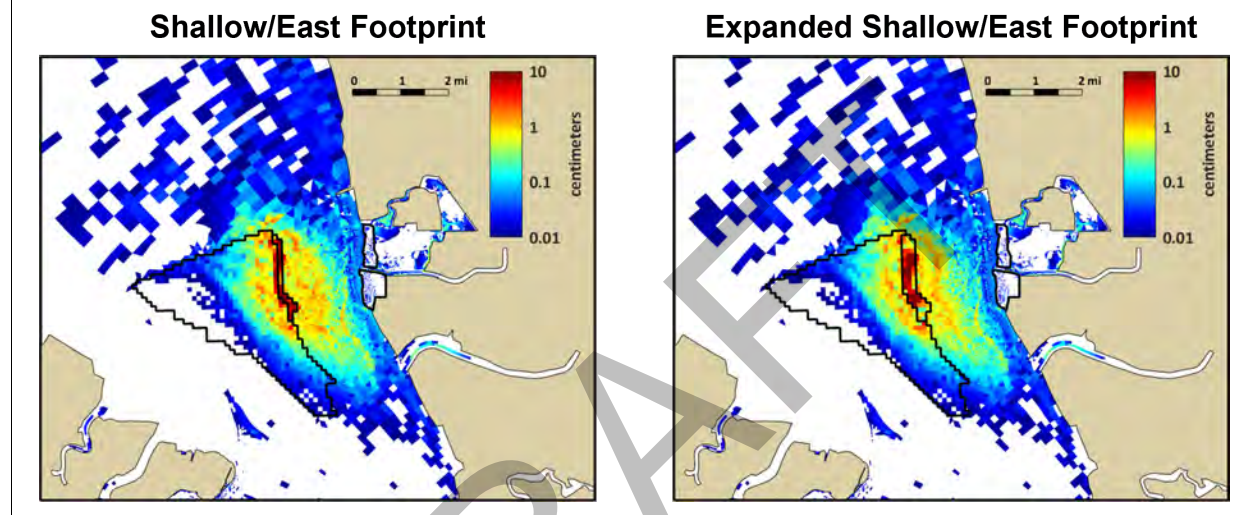 Shallow/East Footprint
0 1 2 mi
10
1
0.1
0.01
centimeters
Expanded Shallow/East Footprint
0 1 2 mi
10
1
0.1
0.01
centimeters
DRAFT